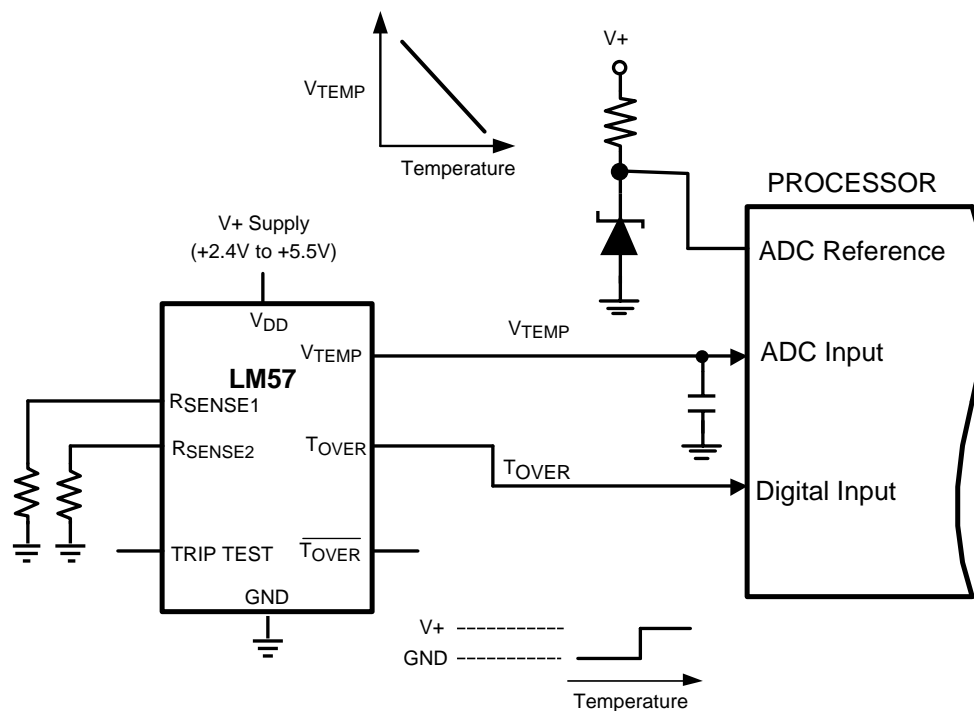 V+
VTEMP
Temperature
PROCESSOR
V+ Supply
(+2.4V to +5.5V)
ADC Reference
VDD
VTEMP
VTEMP
ADC Input
LM57
RSENSE1
RSENSE2
TOVER
TOVER
Digital Input
TRIP TEST
TOVER
GND
V+
GND
Temperature